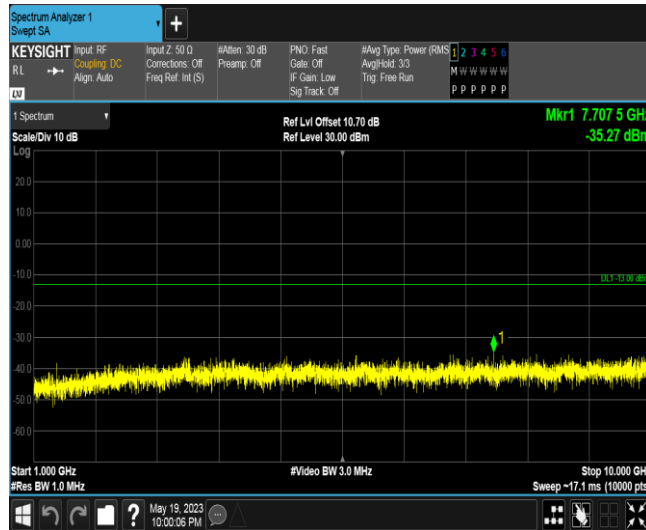 Spectrum Analyzer 1
Swept SA
+
KEYSIGHT Input: RF
R L
Coupling: DC
Align: Auto
LXI
Input Z: 50 Ω
Corrections: Off
Freq Ref: Int (S)
#Atten: 30 dB
Preamp: Off
PNO: Fast
Gate: Off
IF Gain: Low
Sig Track: Off
#Avg Type: Power (RMS
Avg|Hold: 3/3
Trig: Free Run
1 2 3 4 5 6
M W W W W W
P P P P P P
1 Spectrum
Scale/Div 10 dB
Log
Ref Lvl Offset 10.70 dB
Ref Level 30.00 dBm
Mkr1 7.707 5 GHz
-35.27 dBm
20.0
10.0
0.00
-10.0
DL1 -13.00 dBm
-20.0
-30.0
1
-40.0
-50.0
-60.0
Start 1.000 GHz
#Res BW 1.0 MHz
#Video BW 3.0 MHz
Stop 10.000 GHz
Sweep ~17.1 ms (10000 pts)
?
May 19, 2023
10:00:06 PM